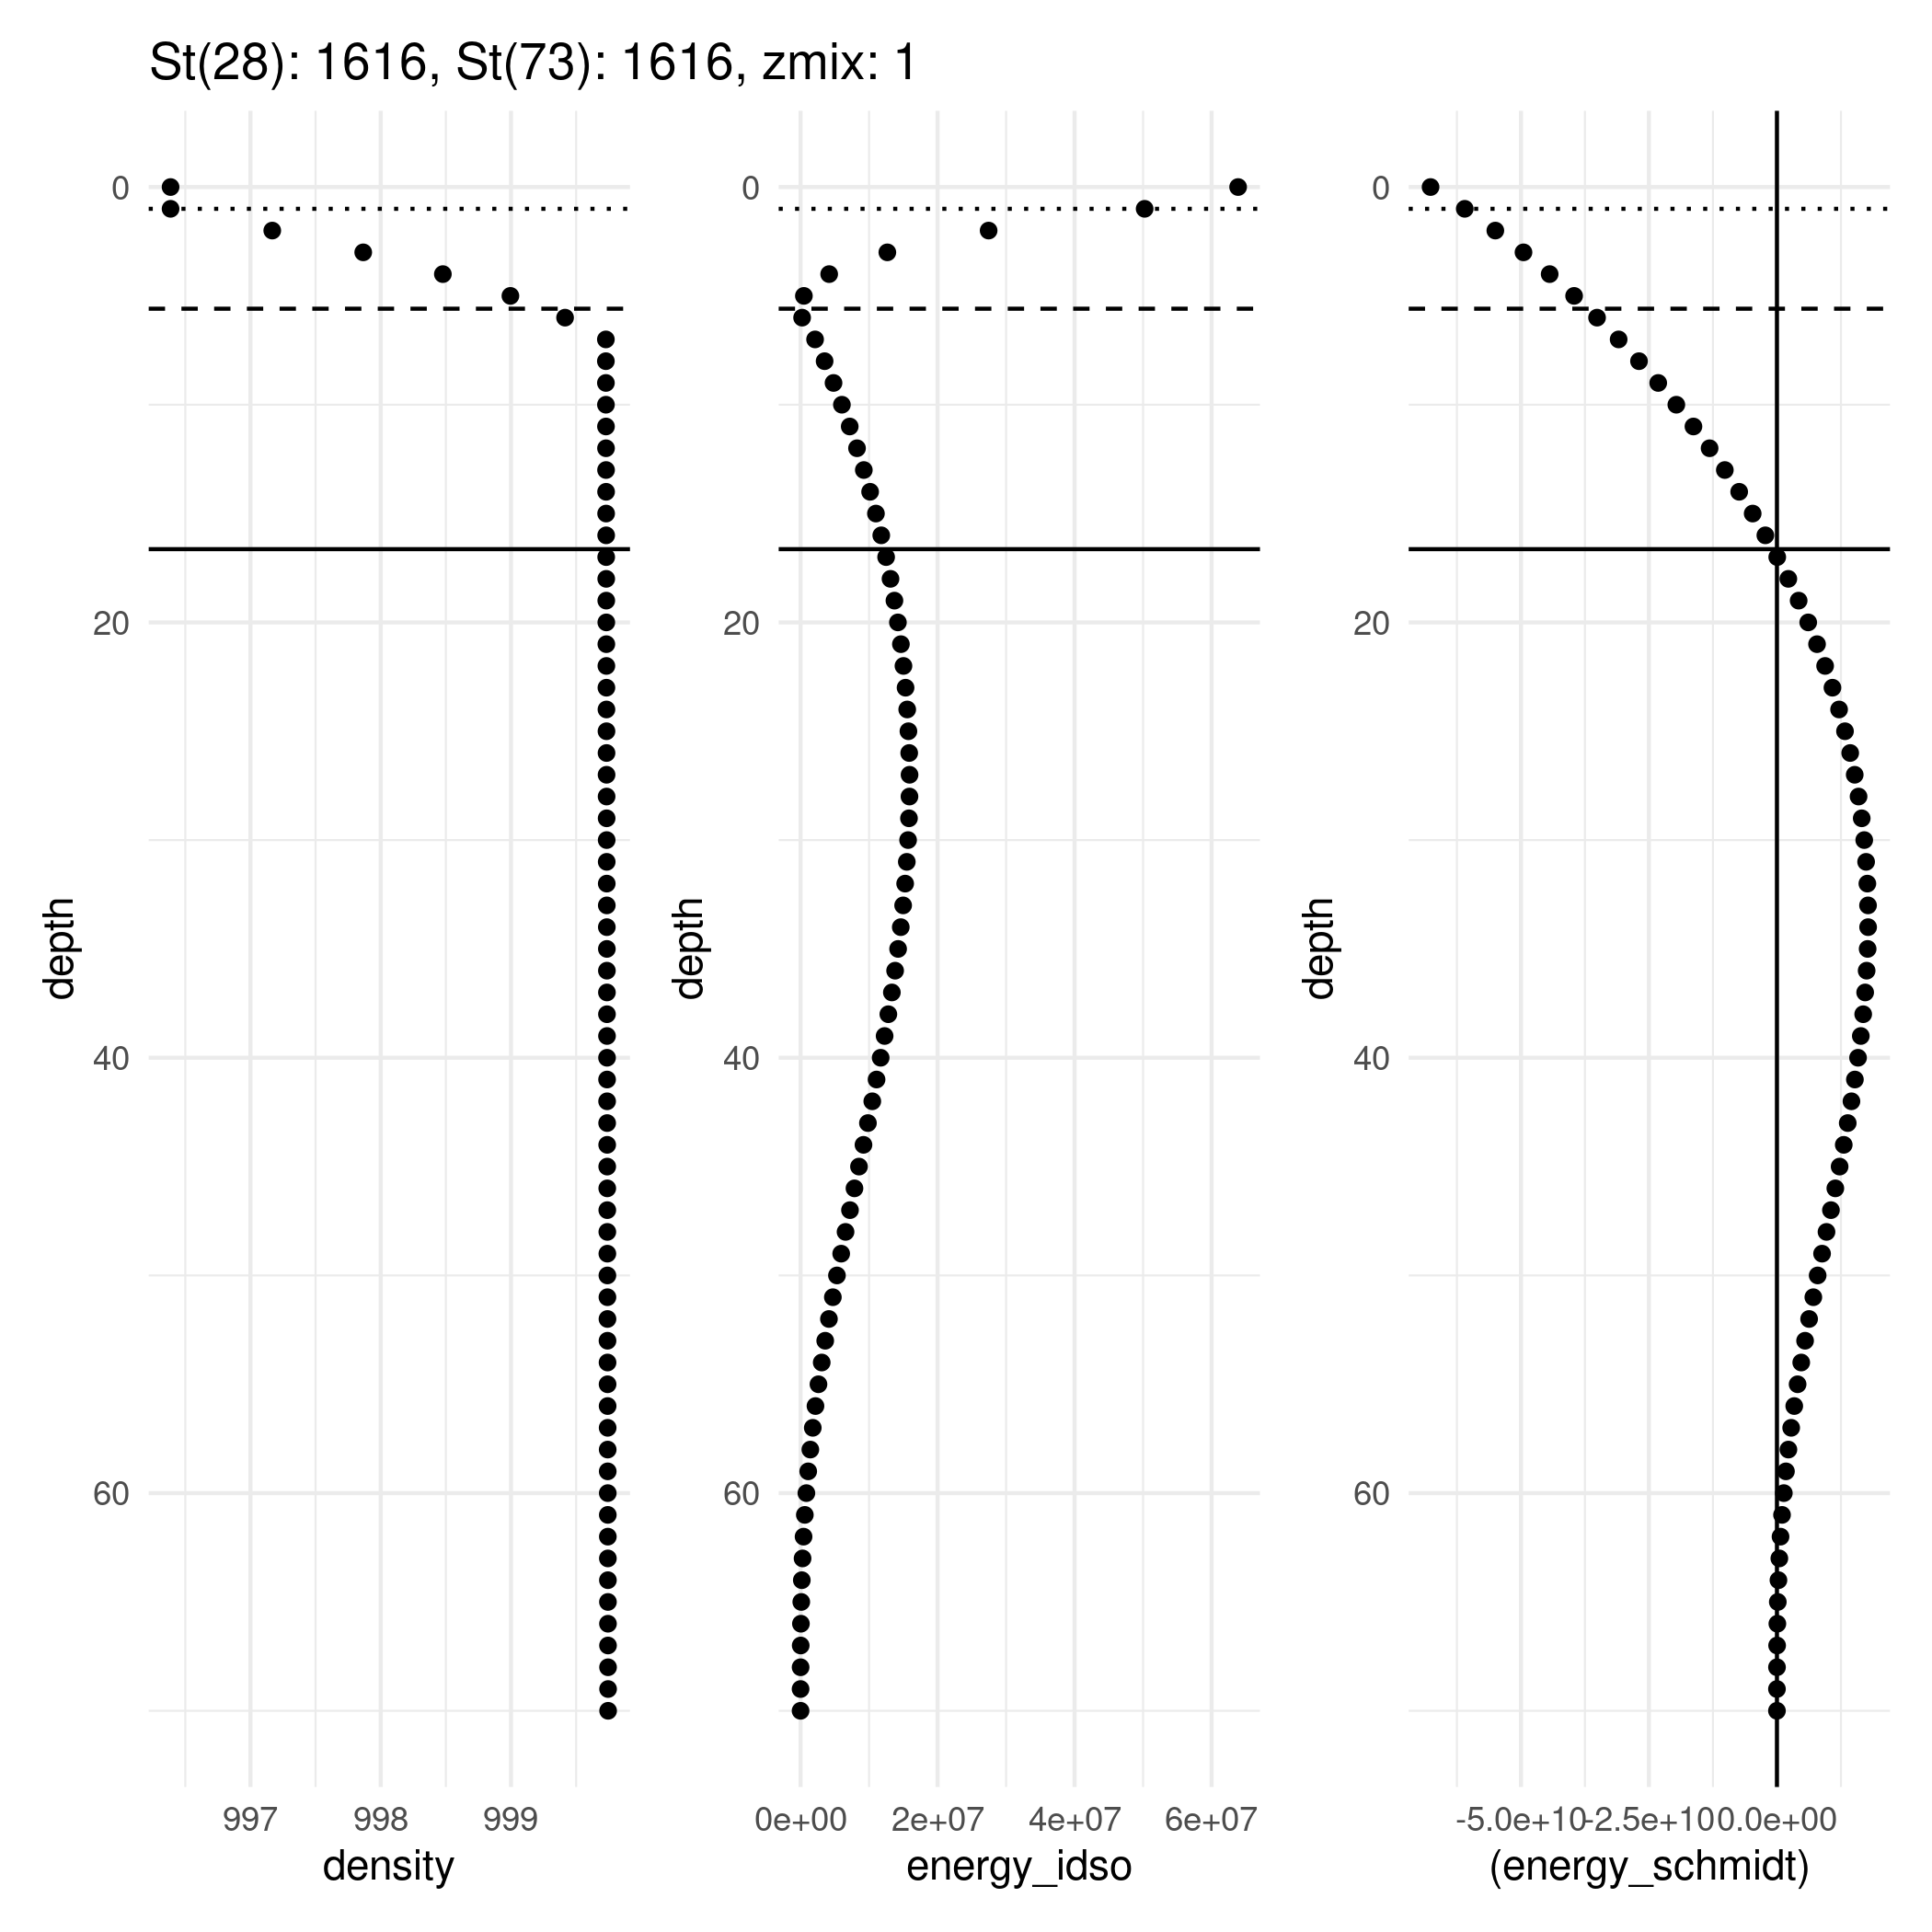 St(28): 1616, St(73): 1616, zmix: 1
0
20
40
60
depth
997 998 999
density
0
20
40
60
depth
0e+00 2e+07 4e+07 6e+07
energy_idso
0
20
40
60
depth
-5.0e+10 -2.5e+10 0.0e+00
(energy_schmidt)